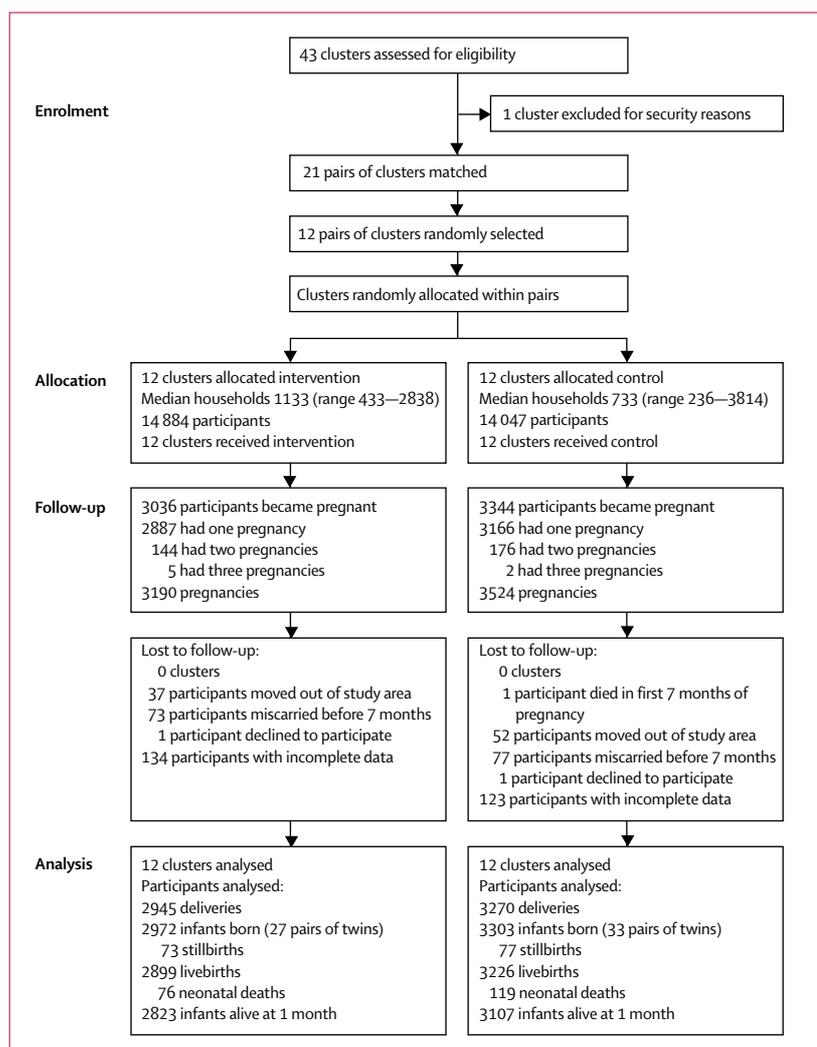 43 clusters assessed for eligibility
Enrolment
1 cluster excluded for security reasons
21 pairs of clusters matched
12 pairs of clusters randomly selected
Clusters randomly allocated within pairs
Allocation
12 clusters allocated intervention
Median households 1133 (range 433—2838)
14 884 participants
12 clusters received intervention
12 clusters allocated control
Median households 733 (range 236—3814)
14 047 participants
12 clusters received control
Follow-up
3036 participants became pregnant
2887 had one pregnancy
144 had two pregnancies
5 had three pregnancies
3190 pregnancies
3344 participants became pregnant
3166 had one pregnancy
176 had two pregnancies
2 had three pregnancies
3524 pregnancies
Lost to follow-up:
0 clusters
37 participants moved out of study area
73 participants miscarried before 7 months
1 participant declined to participate
134 participants with incomplete data
Lost to follow-up:
0 clusters
1 participant died in first 7 months of
pregnancy
52 participants moved out of study area
77 participants miscarried before 7 months
1 participant declined to participate
123 participants with incomplete data
Analysis
12 clusters analysed
Participants analysed:
2945 deliveries
2972 infants born (27 pairs of twins)
73 stillbirths
2899 livebirths
76 neonatal deaths
2823 infants alive at 1 month
12 clusters analysed
Participants analysed:
3270 deliveries
3303 infants born (33 pairs of twins)
77 stillbirths
3226 livebirths
119 neonatal deaths
3107 infants alive at 1 month